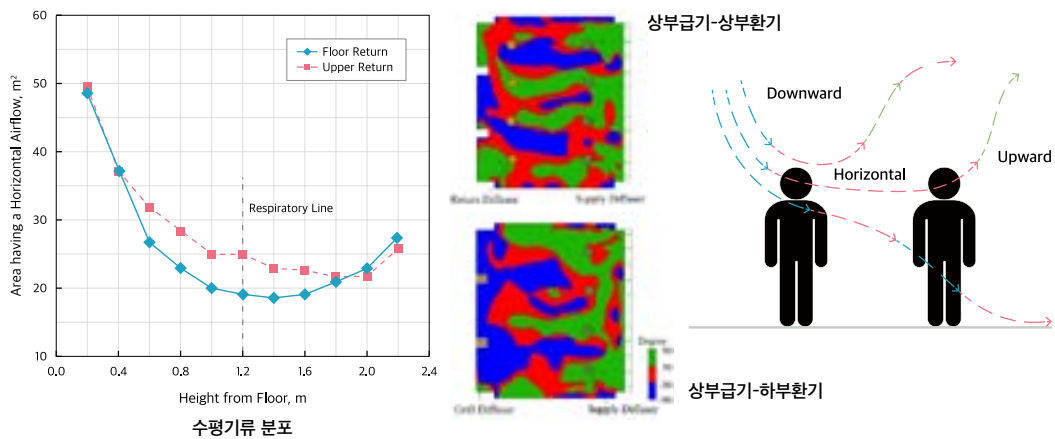 60
50
40
30
20
10
0.0
0.4
0.8
1.2
1.6
2.0
2.4
Area having a Horizontal Airflow, m²
Height from Floor, m
Floor Return
Upper Return
Respiratory Line
수평기류 분포
상부급기-상부환기
Return Diffuser
Supply Diffuser
Supply Diffuser
Degree
Downward
Horizontal
Upward
상부급기-하부환기